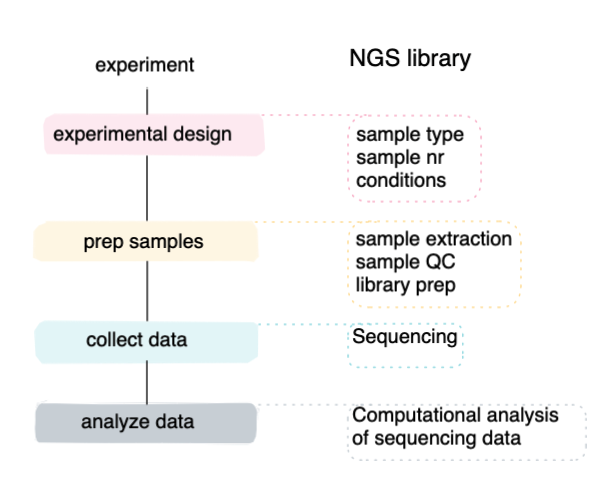 experiment
NGS library
experimental design
sample type
sample nr
conditions
prep samples
sample extraction
sample QC
library prep
collect data
Sequencing
analyze data
Computational analysis
of sequencing data